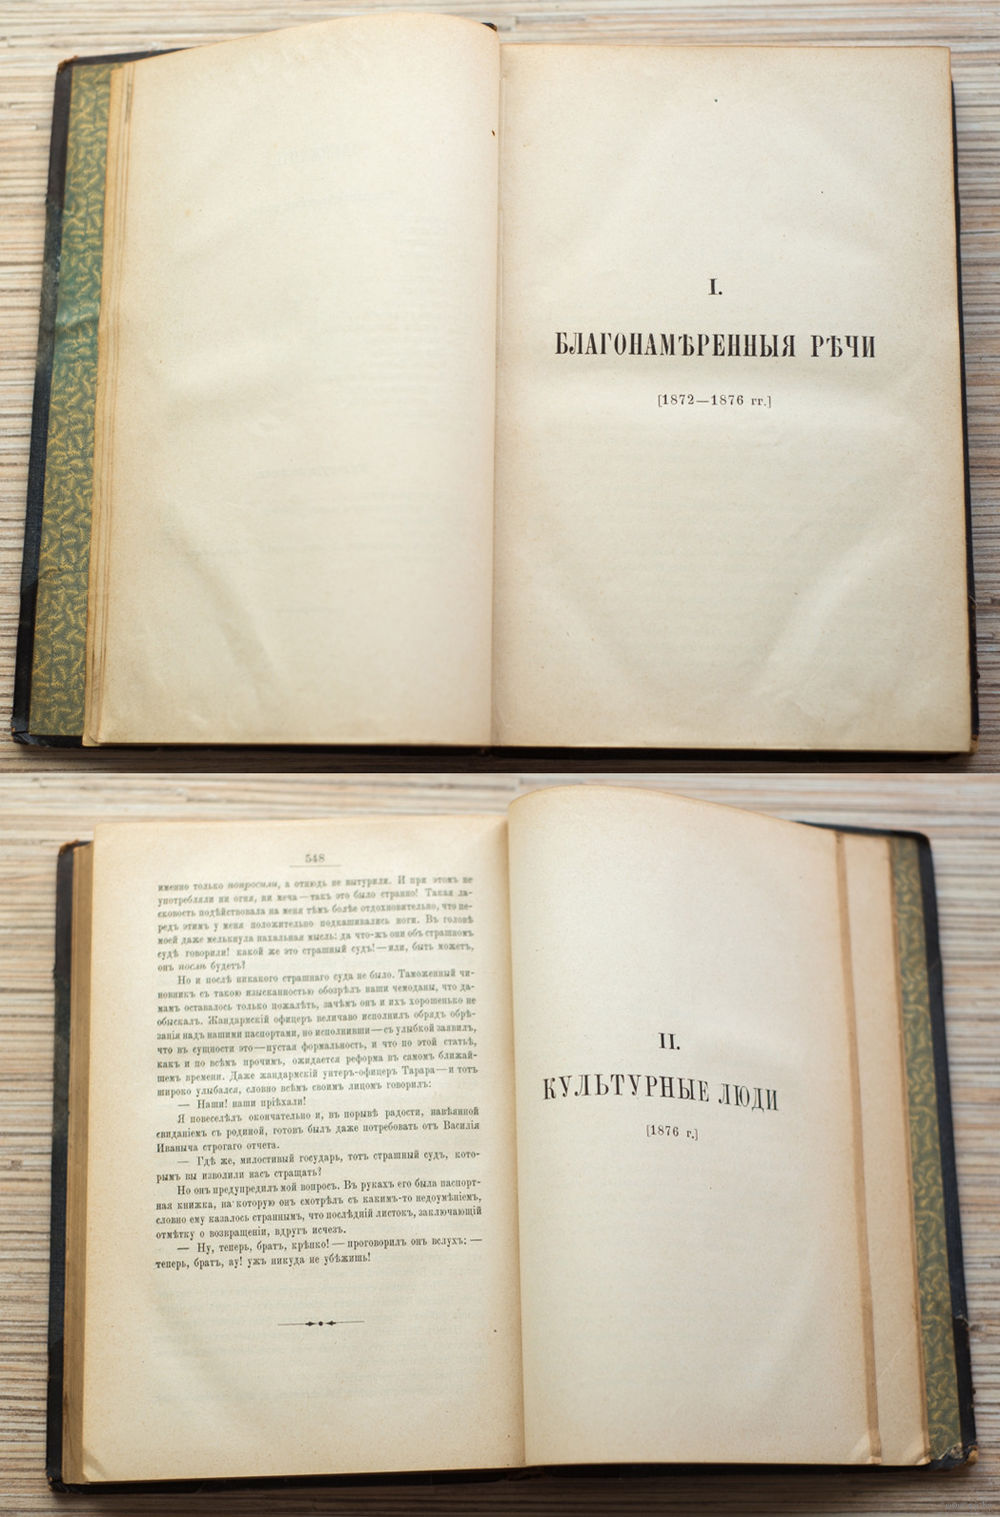 I.
БЛАГОНАМѢРЕННЫЯ РѢЧИ
[1872—1876 гг.]
548
именно только попросили, а отнюдь не вытурили. И при этомъ не
употребляли ни огня, ни меча—такъ это было странно! Такая ла-
сковость подѣйствовала на меня тѣмъ болѣе отдохновительно, что пе-
редъ этимъ у меня положительно подкашивались ноги. Въ головѣ
моей даже мелькнула нахальная мысль: да что-жъ они объ страшномъ
судѣ говорили! какой же это страшный судъ!—или, быть можетъ,
онъ послѣ будетъ?
Но и послѣ никакого страшнаго суда не было. Таможенный чи-
новникъ съ такою изысканностью обозрѣлъ наши чемоданы, что да-
мамъ оставалось только пожалѣть, зачѣмъ онъ и ихъ хорошенько не
обыскалъ. Жандармскій офицеръ величаво исполнилъ обрядъ обрѣ-
занія надъ нашими паспортами, но исполнивши—съ улыбкой заявилъ,
что въ сущности это—пустая формальность, и что по этой статьѣ,
какъ и по всѣмъ прочимъ, ожидается реформа въ самомъ ближай-
шемъ времени. Даже жандармскій унтеръ-офицеръ Тарара—и тотъ
широко улыбался, словно всѣмъ своимъ лицомъ говорилъ:
— Наши! наши пріѣхали!
Я повеселѣлъ окончательно и, въ порывѣ радости, навѣянной
свиданіемъ съ родиной, готовъ былъ даже потребовать отъ Василія
Иваныча строгаго отчета.
— Гдѣ же, милостивый государь, тотъ страшный судъ, кото-
рымъ вы изволили насъ стращать?
Но онъ предупредилъ мой вопросъ. Въ рукахъ его была паспорт-
ная книжка, на которую онъ смотрѣлъ съ какимъ-то недоумѣніемъ,
словно ему казалось страннымъ, что послѣдній листокъ, заключающій
отмѣтку о возвращеніи, вдругъ исчезъ.
— Ну, теперь, братъ, крѣпко!—проговорилъ онъ вслухъ:—
теперь, братъ, ау! ужъ никуда не убѣжишь!
II.
КУЛЬТУРНЫЕ ЛЮДИ
[1876 г.]